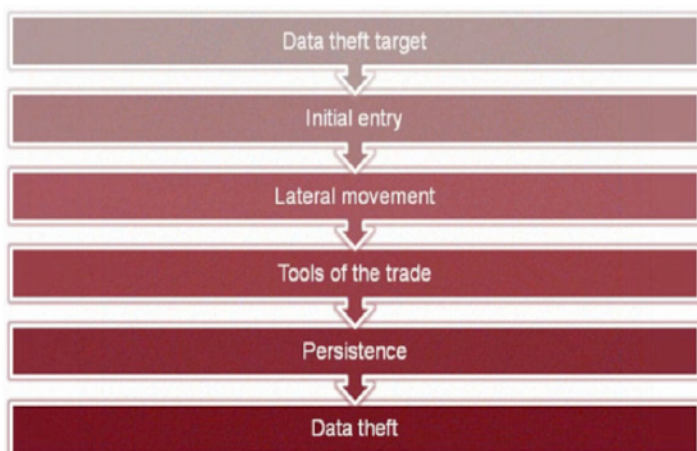 Data theft target
Initial entry
Lateral movement
Tools of the trade
Persistence
Data theft